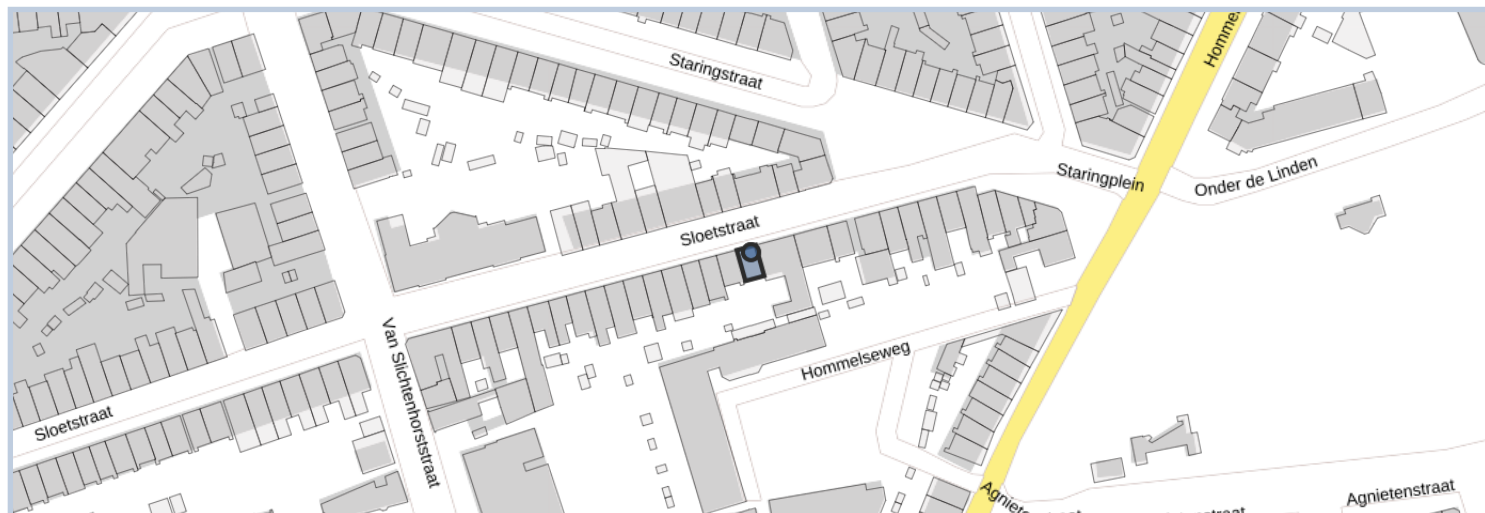 Hommel
Staringstraat
Staringplein
Onder de Linden
Sloetstraat
Van Slichtenhorststraat
Hommelseweg
Sloetstraat
Agnietenstraat